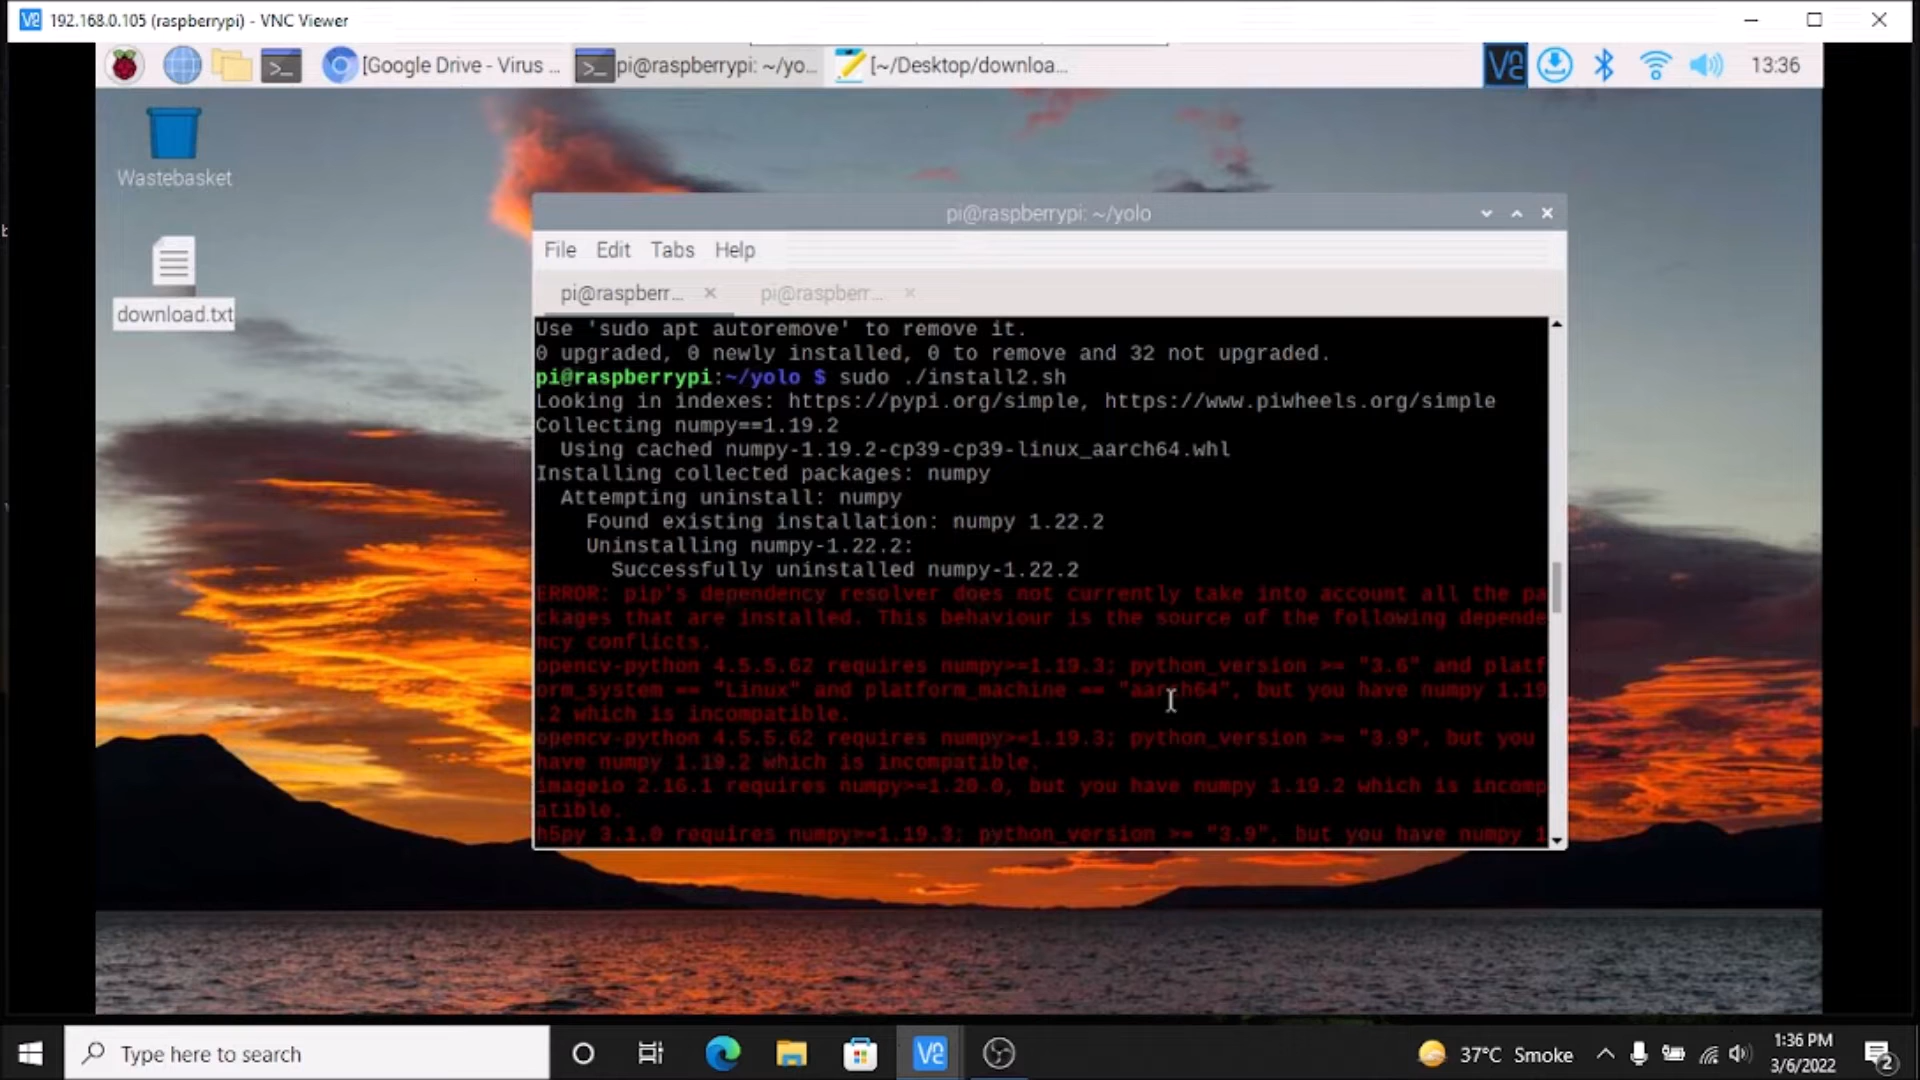 192.168.0.105 (raspberrypi) - VNC Viewer
[Google Drive - Virus ...
pi@raspberrypi: ~/yo...
[~/Desktop/downloa...
13:36
Wastebasket
download.txt
pi@raspberrypi: ~/yolo
File Edit Tabs Help
pi@raspberr...
pi@raspberr...
Use 'sudo apt autoremove' to remove it.
0 upgraded, 0 newly installed, 0 to remove and 32 not upgraded.
pi@raspberrypi:~/yolo $ sudo ./install2.sh
Looking in indexes: https://pypi.org/simple, https://www.piwheels.org/simple
Collecting numpy==1.19.2
Using cached numpy-1.19.2-cp39-cp39-linux_aarch64.whl
Installing collected packages: numpy
Attempting uninstall: numpy
Found existing installation: numpy 1.22.2
Uninstalling numpy-1.22.2:
Successfully uninstalled numpy-1.22.2
ERROR: pip's dependency resolver does not currently take into account all the pa
ckages that are installed. This behaviour is the source of the following depende
ncy conflicts.
opencv-python 4.5.5.62 requires numpy>=1.19.3; python_version >= "3.6" and platf
orm_system == "Linux" and platform_machine == "aarch64", but you have numpy 1.19
.2 which is incompatible.
opencv-python 4.5.5.62 requires numpy>=1.19.3; python_version >= "3.9", but you
have numpy 1.19.2 which is incompatible.
imageio 2.16.1 requires numpy>=1.20.0, but you have numpy 1.19.2 which is incomp
atible.
h5py 3.1.0 requires numpy>=1.19.3; python_version >= "3.9", but you have numpy 1
Type here to search
37°C Smoke
1:36 PM
3/6/2022
2